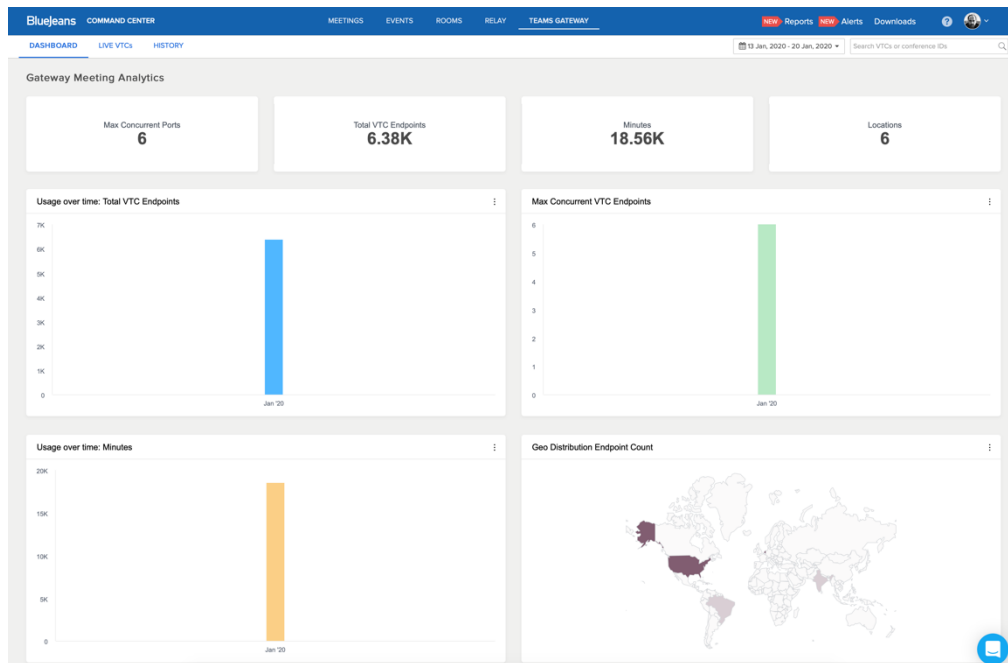 BlueJeans COMMAND CENTER MEETINGS EVENTS ROOMS RELAY TEAMS GATEWAY NEW Reports NEW Alerts Downloads ?
DASHBOARD LIVE VTCs HISTORY 13 Jan, 2020 - 20 Jan, 2020 Search VTCs or conference IDs
Gateway Meeting Analytics
Max Concurrent Ports
6
Total VTC Endpoints
6.38K
Minutes
18.56K
Locations
6
Usage over time: Total VTC Endpoints
7K
6K
5K
4K
3K
2K
1K
0
Jan '20
Max Concurrent VTC Endpoints
6
5
4
3
2
1
0
Jan '20
Usage over time: Minutes
20K
15K
10K
5K
0
Jan '20
Geo Distribution Endpoint Count